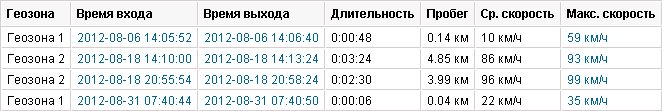 Геозона Время входа Время выхода Длительность Пробег Ср. скорость Макс. скорость
Геозона 1 2012-08-06 14:05:52 2012-08-06 14:06:40 0:00:48 0.14 км 10 км/ч 59 км/ч
Геозона 2 2012-08-18 14:10:00 2012-08-18 14:13:24 0:03:24 4.85 км 86 км/ч 93 км/ч
Геозона 2 2012-08-18 20:55:54 2012-08-18 20:58:24 0:02:30 3.99 км 96 км/ч 99 км/ч
Геозона 1 2012-08-31 07:40:44 2012-08-31 07:40:50 0:00:06 0.04 км 22 км/ч 35 км/ч